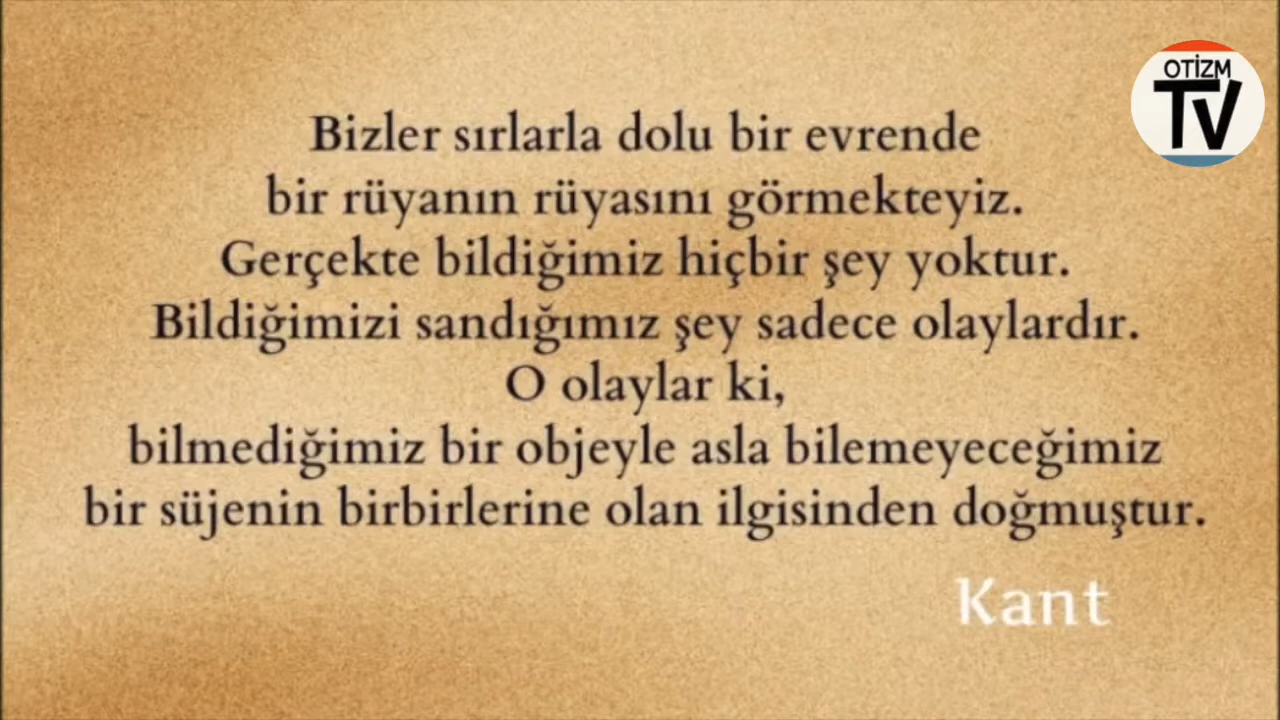 OTİZM
TV
Bizler sırlarla dolu bir evrende
bir rüyanın rüyasını görmekteyiz.
Gerçekte bildiğimiz hiçbir şey yoktur.
Bildiğimizi sandığımız şey sadece olaylardır.
O olaylar ki,
bilmediğimiz bir objeyle asla bilemeyeceğimiz
bir süjenin birbirlerine olan ilgisinden doğmuştur.
Kant